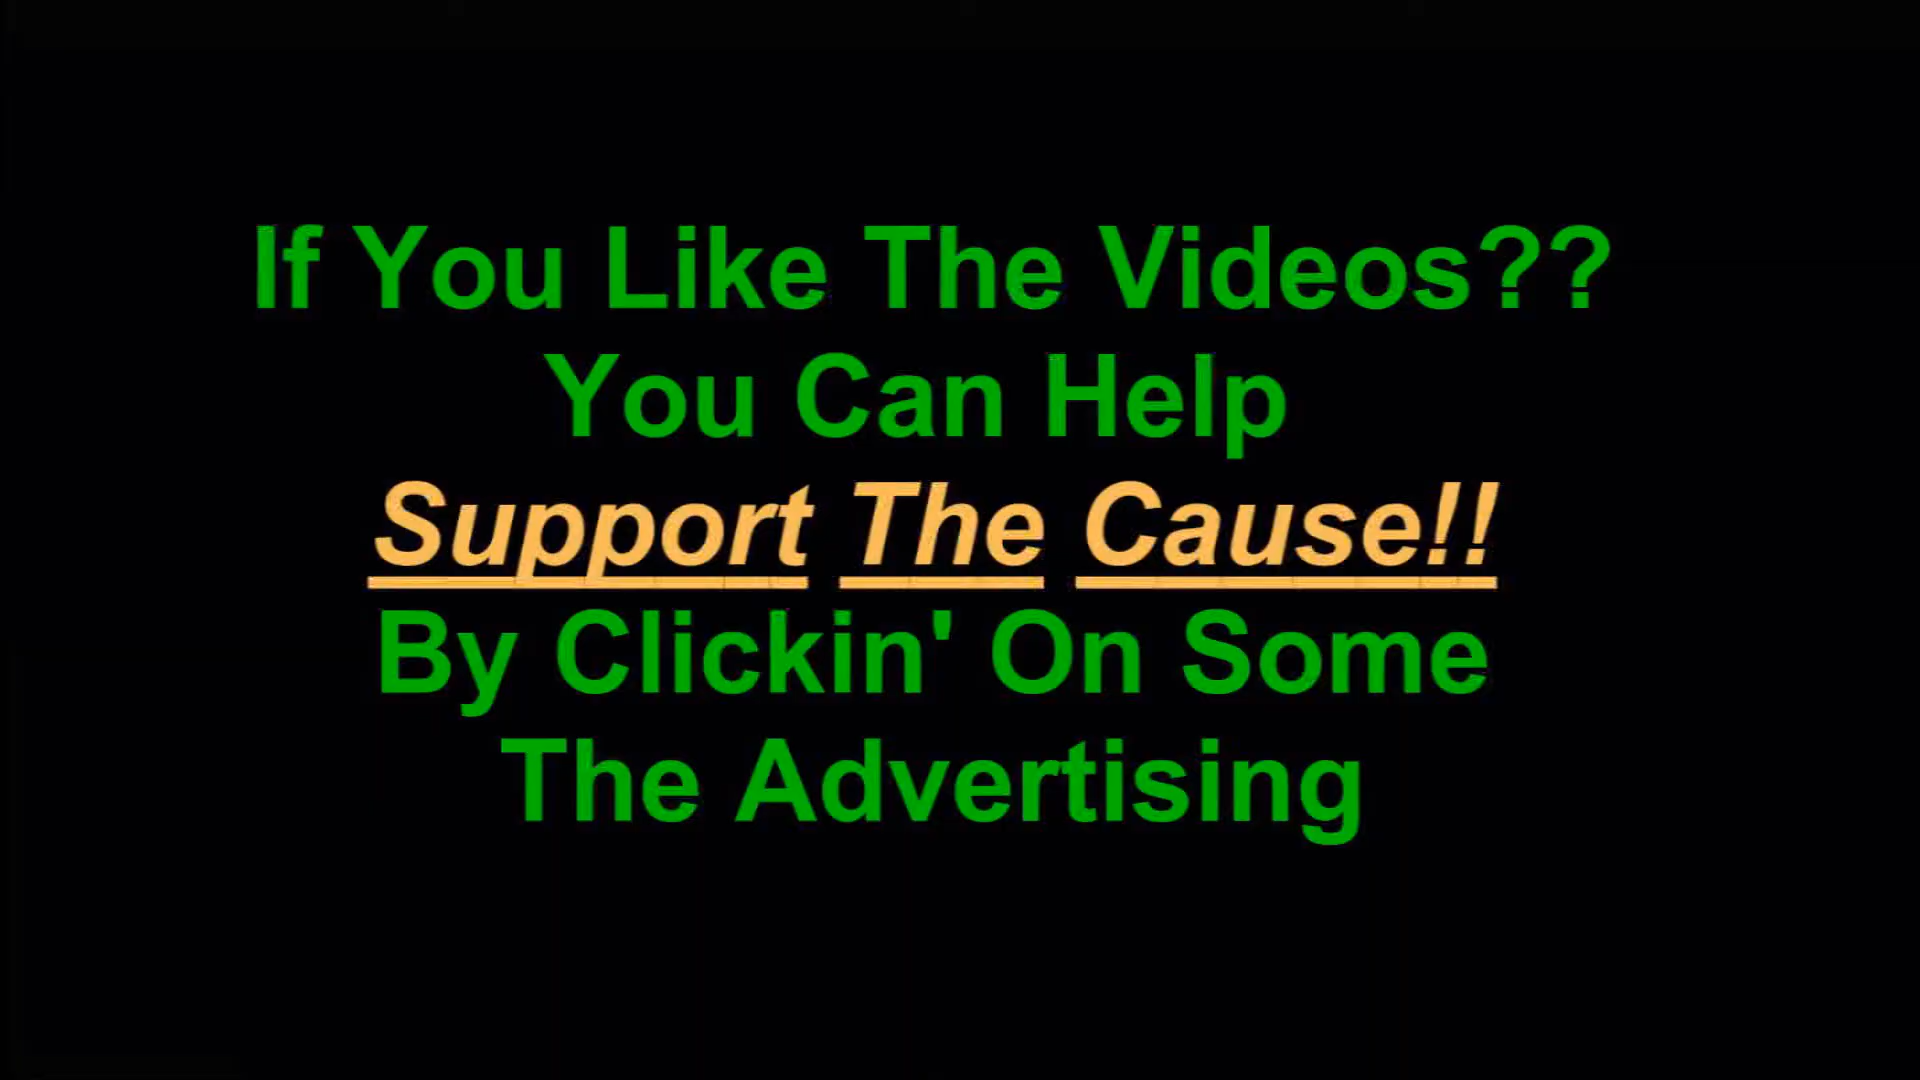 If You Like The Videos??
You Can Help
Support The Cause!!
By Clickin' On Some
The Advertising